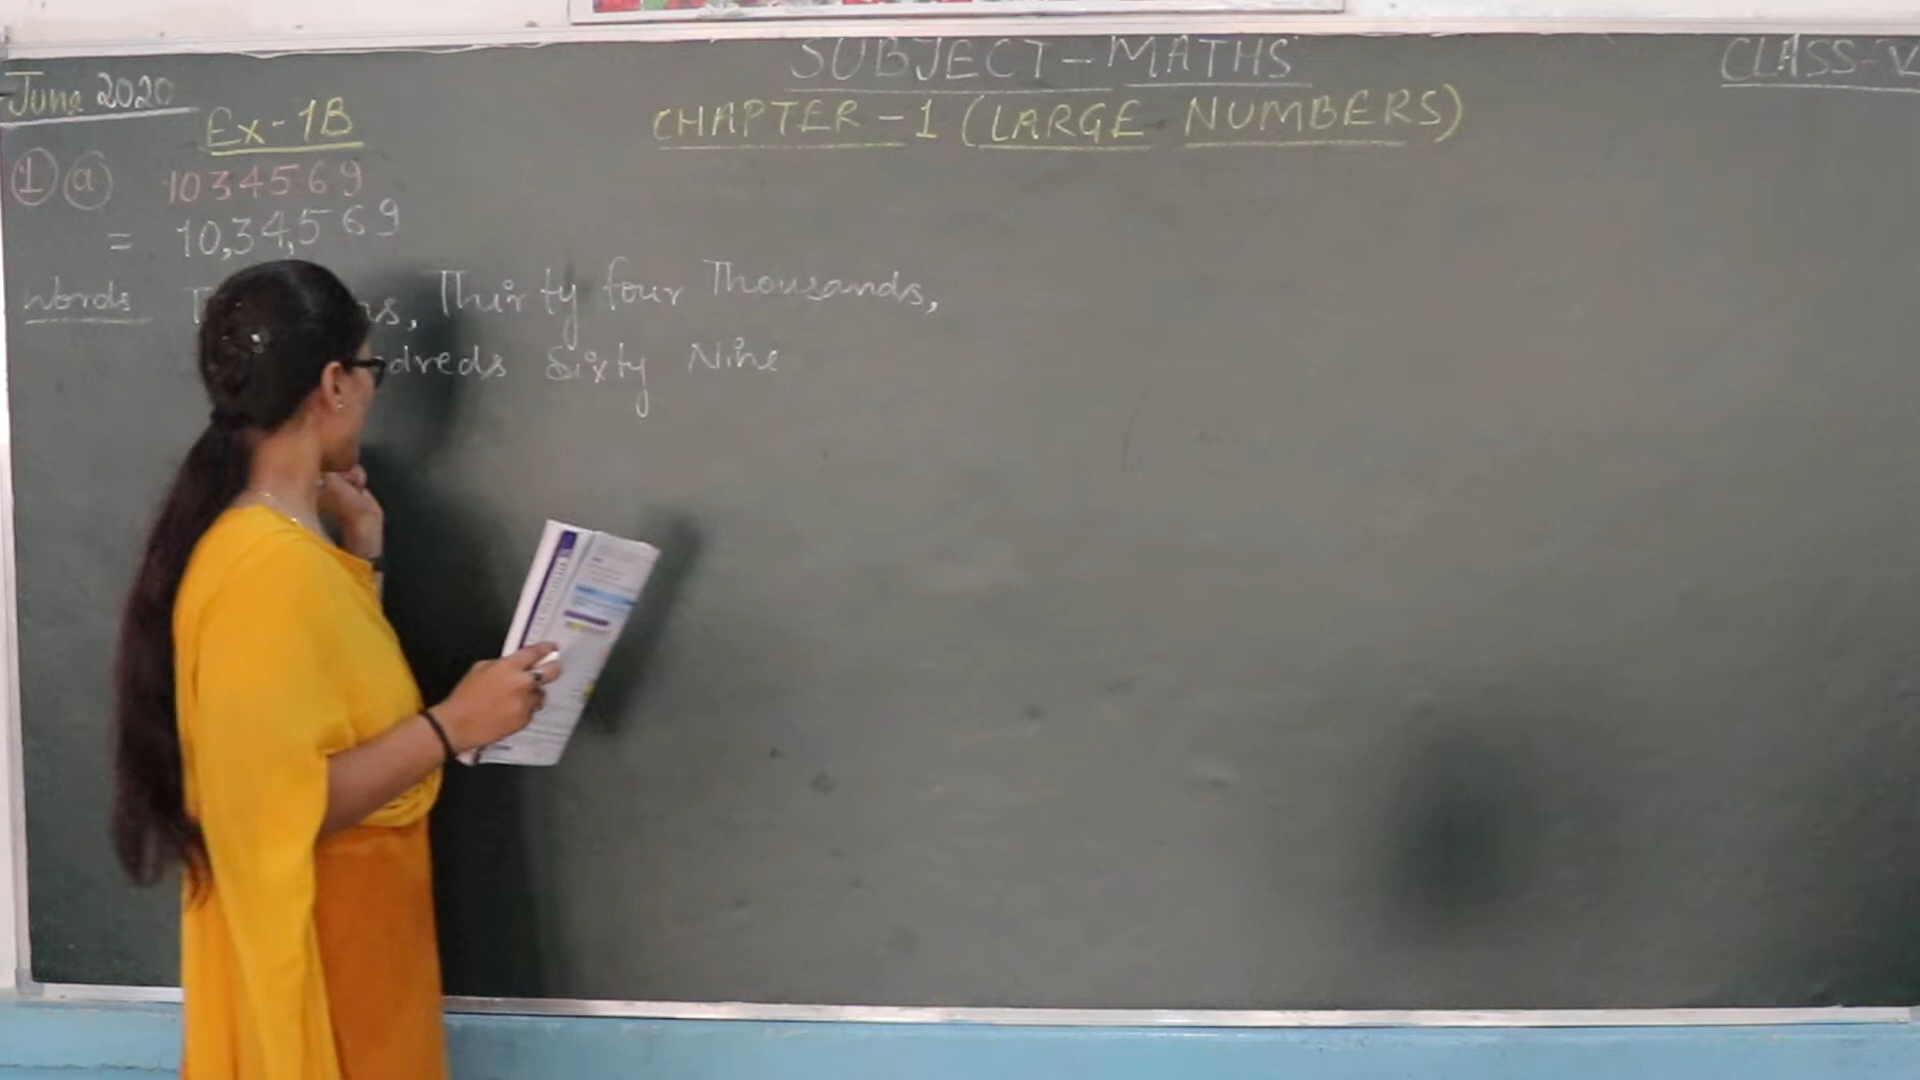 SUBJECT-MATHS
CLASS-V
June 2020
CHAPTER-1 (LARGE NUMBERS)
Ex-1B
1 a 1034569
= 10,34,569
Words Thirty four Thousands,
Sixty Nine